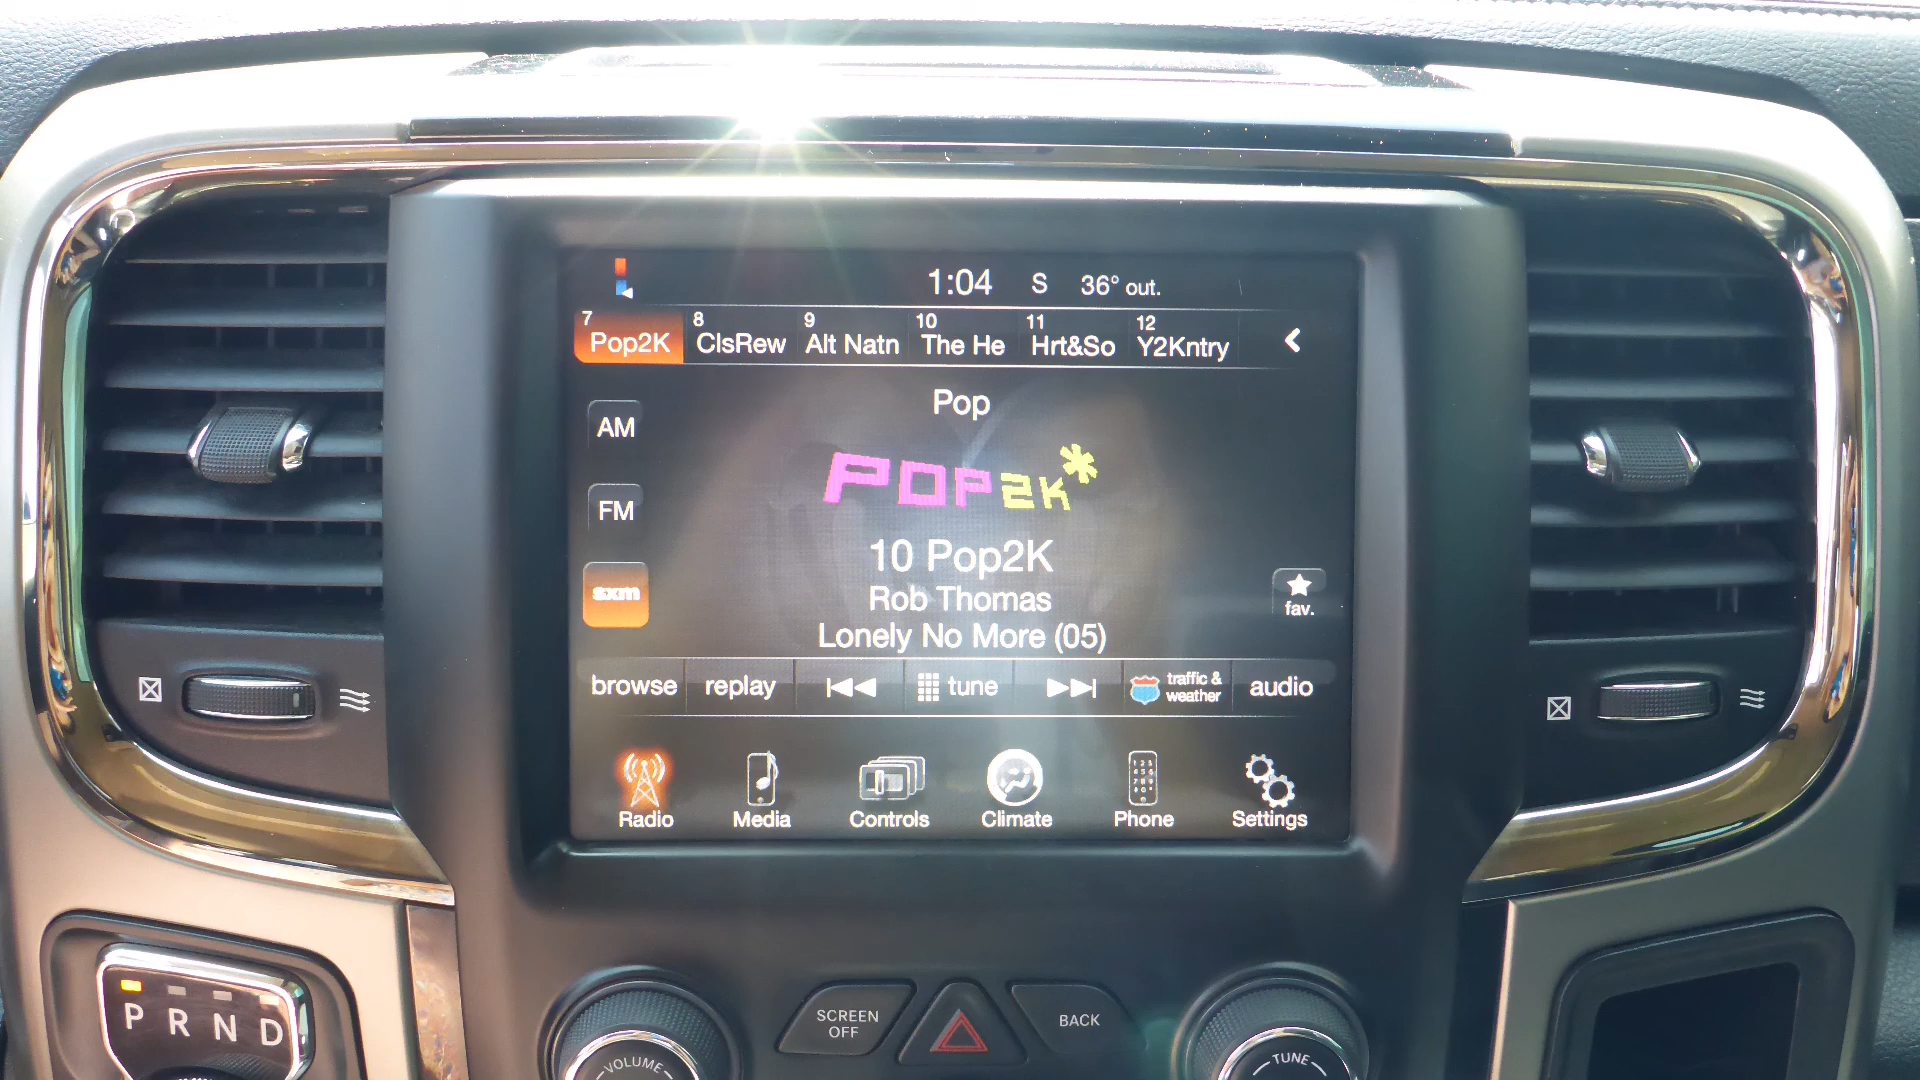 1:04 S 36° out.
7 8 9 10 11 12
Pop2K ClsRew Alt Natn The He Hrt&So Y2Kntry
Pop
AM
POP2K*
FM
10 Pop2K
sxm
Rob Thomas
fav.
Lonely No More (05)
browse replay tune traffic & weather audio
Radio Media Controls Climate Phone Settings
P R N D
SCREEN OFF
BACK
VOLUME
TUNE